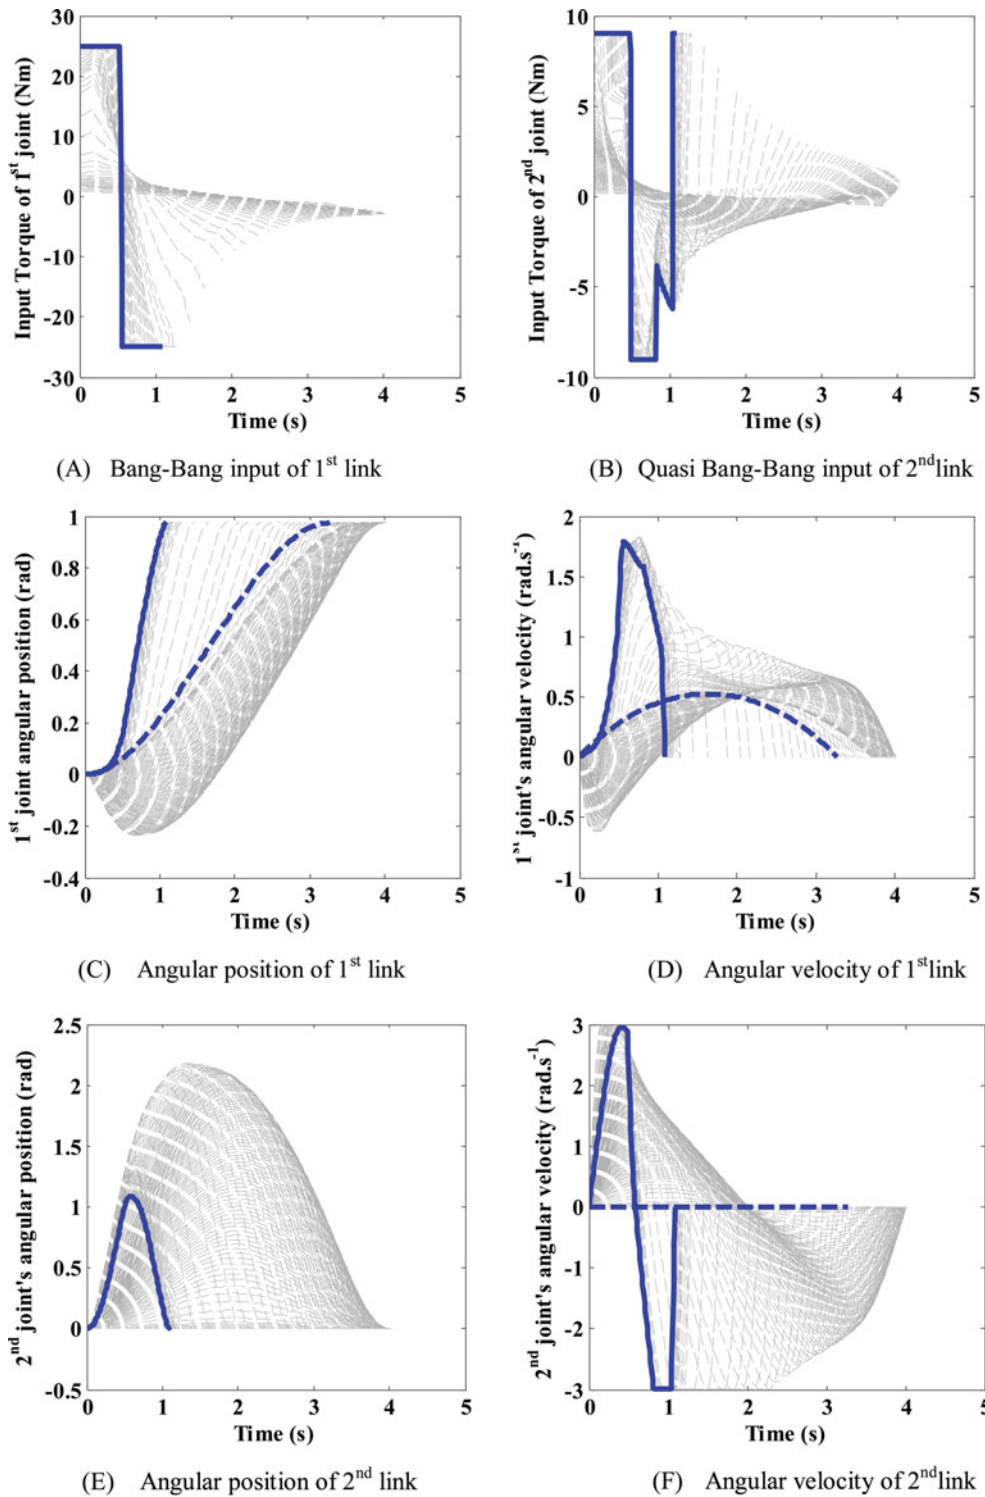 Input Torque of 1st joint (Nm)
30
20
10
0
-10
-20
-30
0 1 2 3 4 5
Time (s)
(A) Bang-Bang input of 1st link
Input Torque of 2nd joint (Nm)
10
5
0
-5
-10
0 1 2 3 4 5
Time (s)
(B) Quasi Bang-Bang input of 2nd link
1st joint angular position (rad)
1
0.8
0.6
0.4
0.2
0
-0.2
-0.4
0 1 2 3 4 5
Time (s)
(C) Angular position of 1st link
1st joint's angular velocity (rad.s-1)
2
1.5
1
0.5
0
-0.5
-1
0 1 2 3 4 5
Time (s)
(D) Angular velocity of 1st link
2nd joint's angular position (rad)
2.5
2
1.5
1
0.5
0
-0.5
0 1 2 3 4 5
Time (s)
(E) Angular position of 2nd link
2nd joint's angular velocity (rad.s-1)
3
2
1
0
-1
-2
-3
0 1 2 3 4 5
Time (s)
(F) Angular velocity of 2nd link